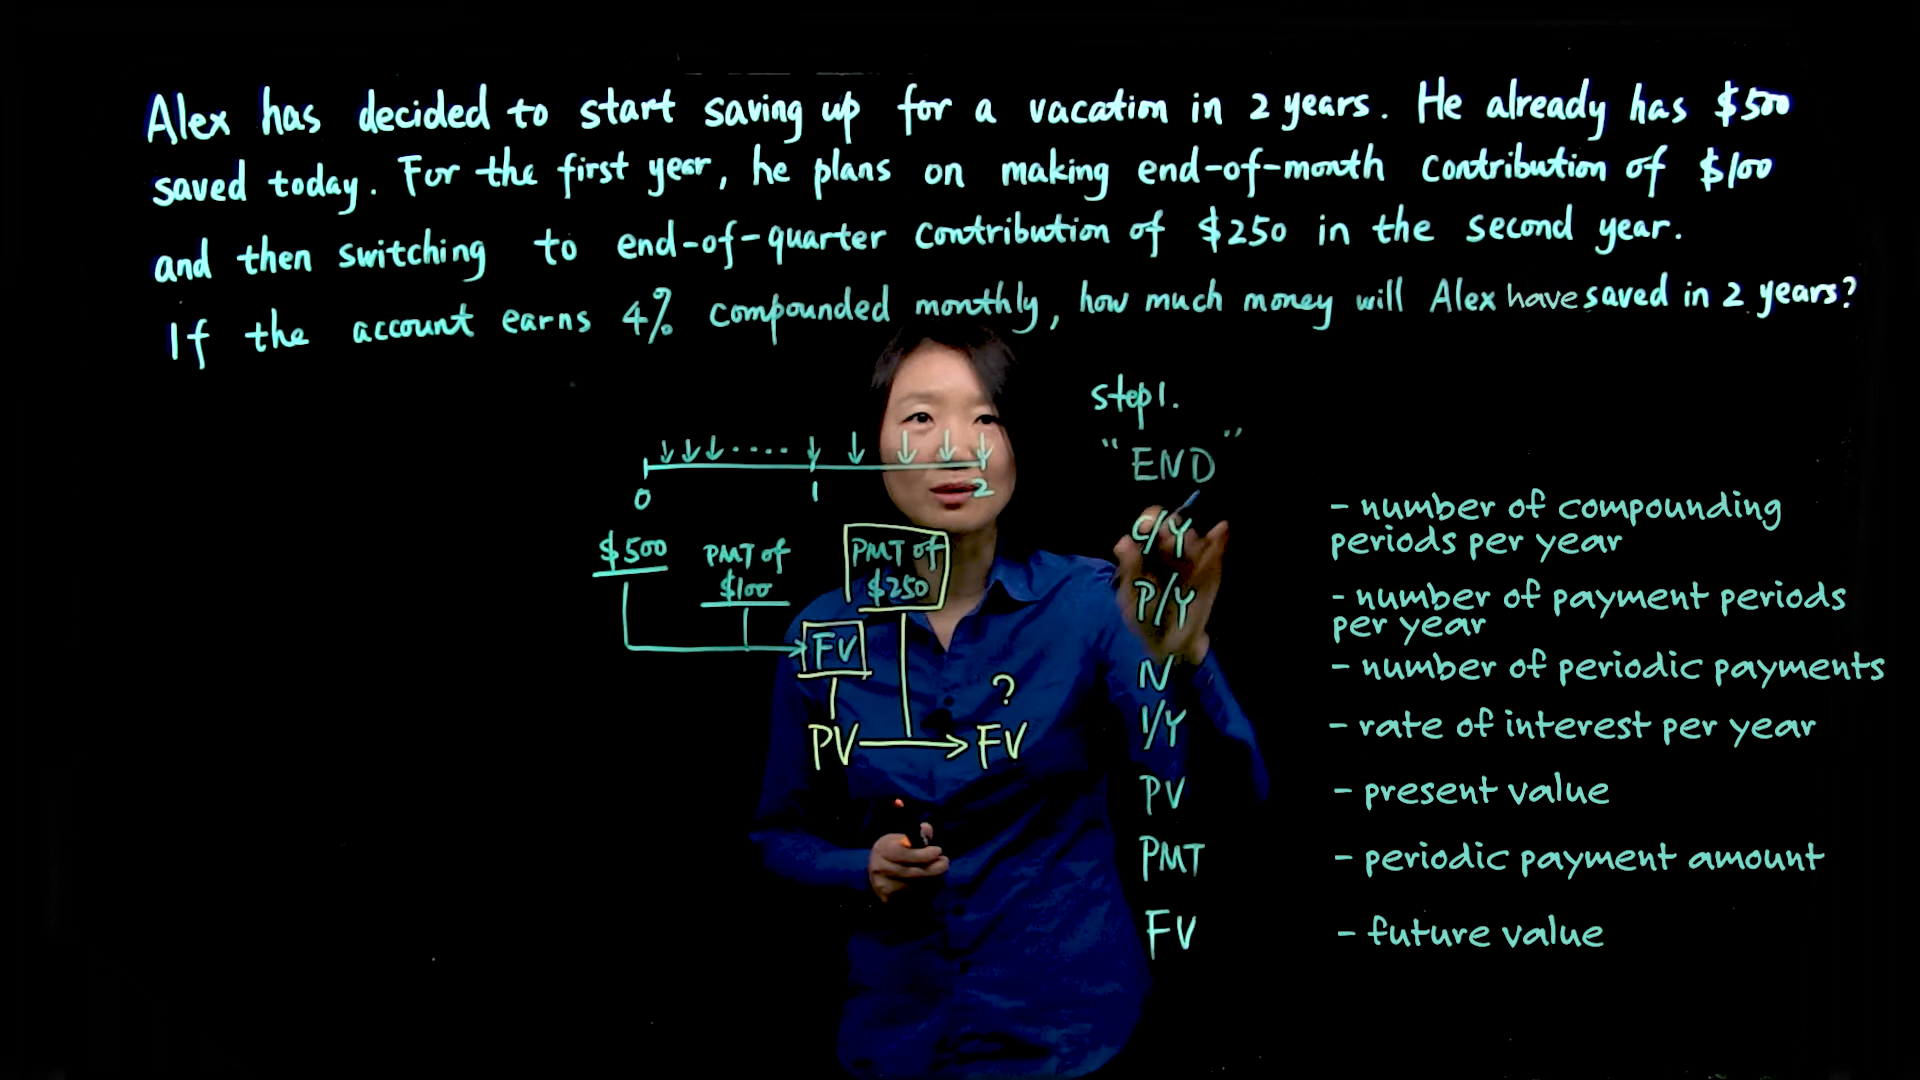 Alex has decided to start saving up for a vacation in 2 years. He already has $500
saved today. For the first year, he plans on making end-of-month contribution of $100
and then switching to end-of-quarter contribution of $250 in the second year.
If the account earns 4% compounded monthly, how much money will Alex have saved in 2 years?
0 1 2
$500
PMT of
$100
PMT of
$250
FV
PV
?
FV
step 1.
"END"
C/Y - number of compounding
periods per year
P/Y - number of payment periods
per year
N - number of periodic payments
I/Y - rate of interest per year
PV - present value
PMT - periodic payment amount
FV - future value